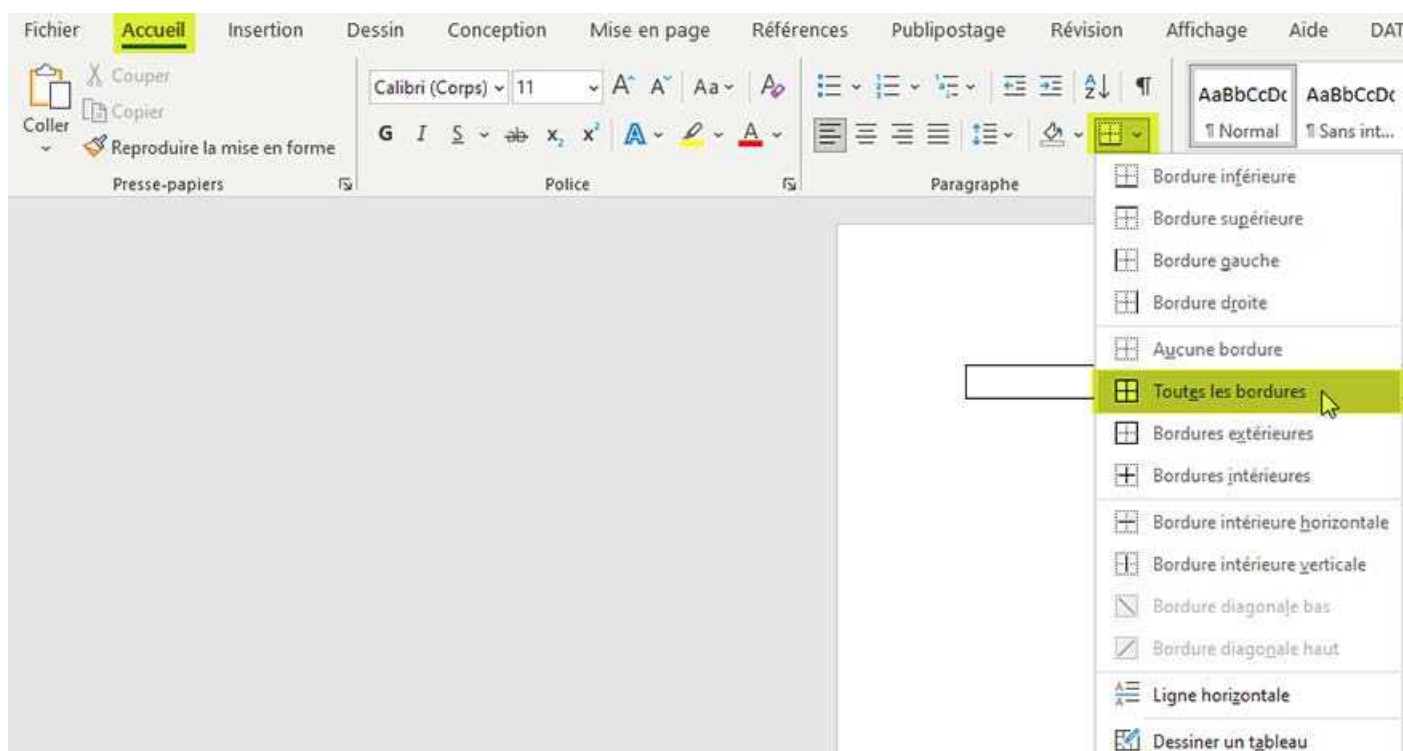 Fichier Accueil Insertion Dessin Conception Mise en page Références Publipostage Révision Affichage Aide DAT
Coller
Couper
Copier
Reproduire la mise en forme
Presse-papiers
Calibri (Corps) 11 A A Aa A
G I S ab x2 x2 A A
Police
Paragraphe
AaBbCcDc AaBbCcDc
¶ Normal ¶ Sans int...
Bordure inférieure
Bordure supérieure
Bordure gauche
Bordure droite
Aucune bordure
Toutes les bordures
Bordures extérieures
Bordures intérieures
Bordure intérieure horizontale
Bordure intérieure verticale
Bordure diagonale bas
Bordure diagonale haut
Ligne horizontale
Dessiner un tableau